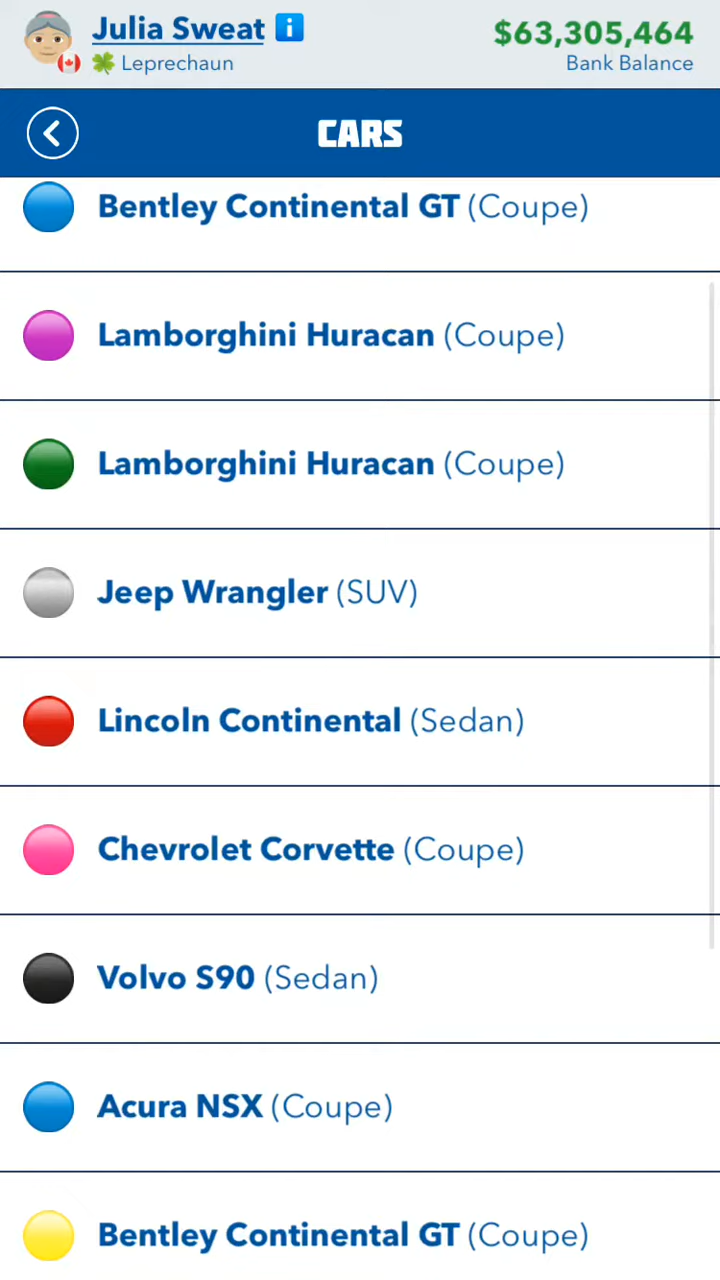 Julia Sweat i
$63,305,464
Leprechaun
Bank Balance
CARS
Bentley Continental GT (Coupe)
Lamborghini Huracan (Coupe)
Lamborghini Huracan (Coupe)
Jeep Wrangler (SUV)
Lincoln Continental (Sedan)
Chevrolet Corvette (Coupe)
Volvo S90 (Sedan)
Acura NSX (Coupe)
Bentley Continental GT (Coupe)